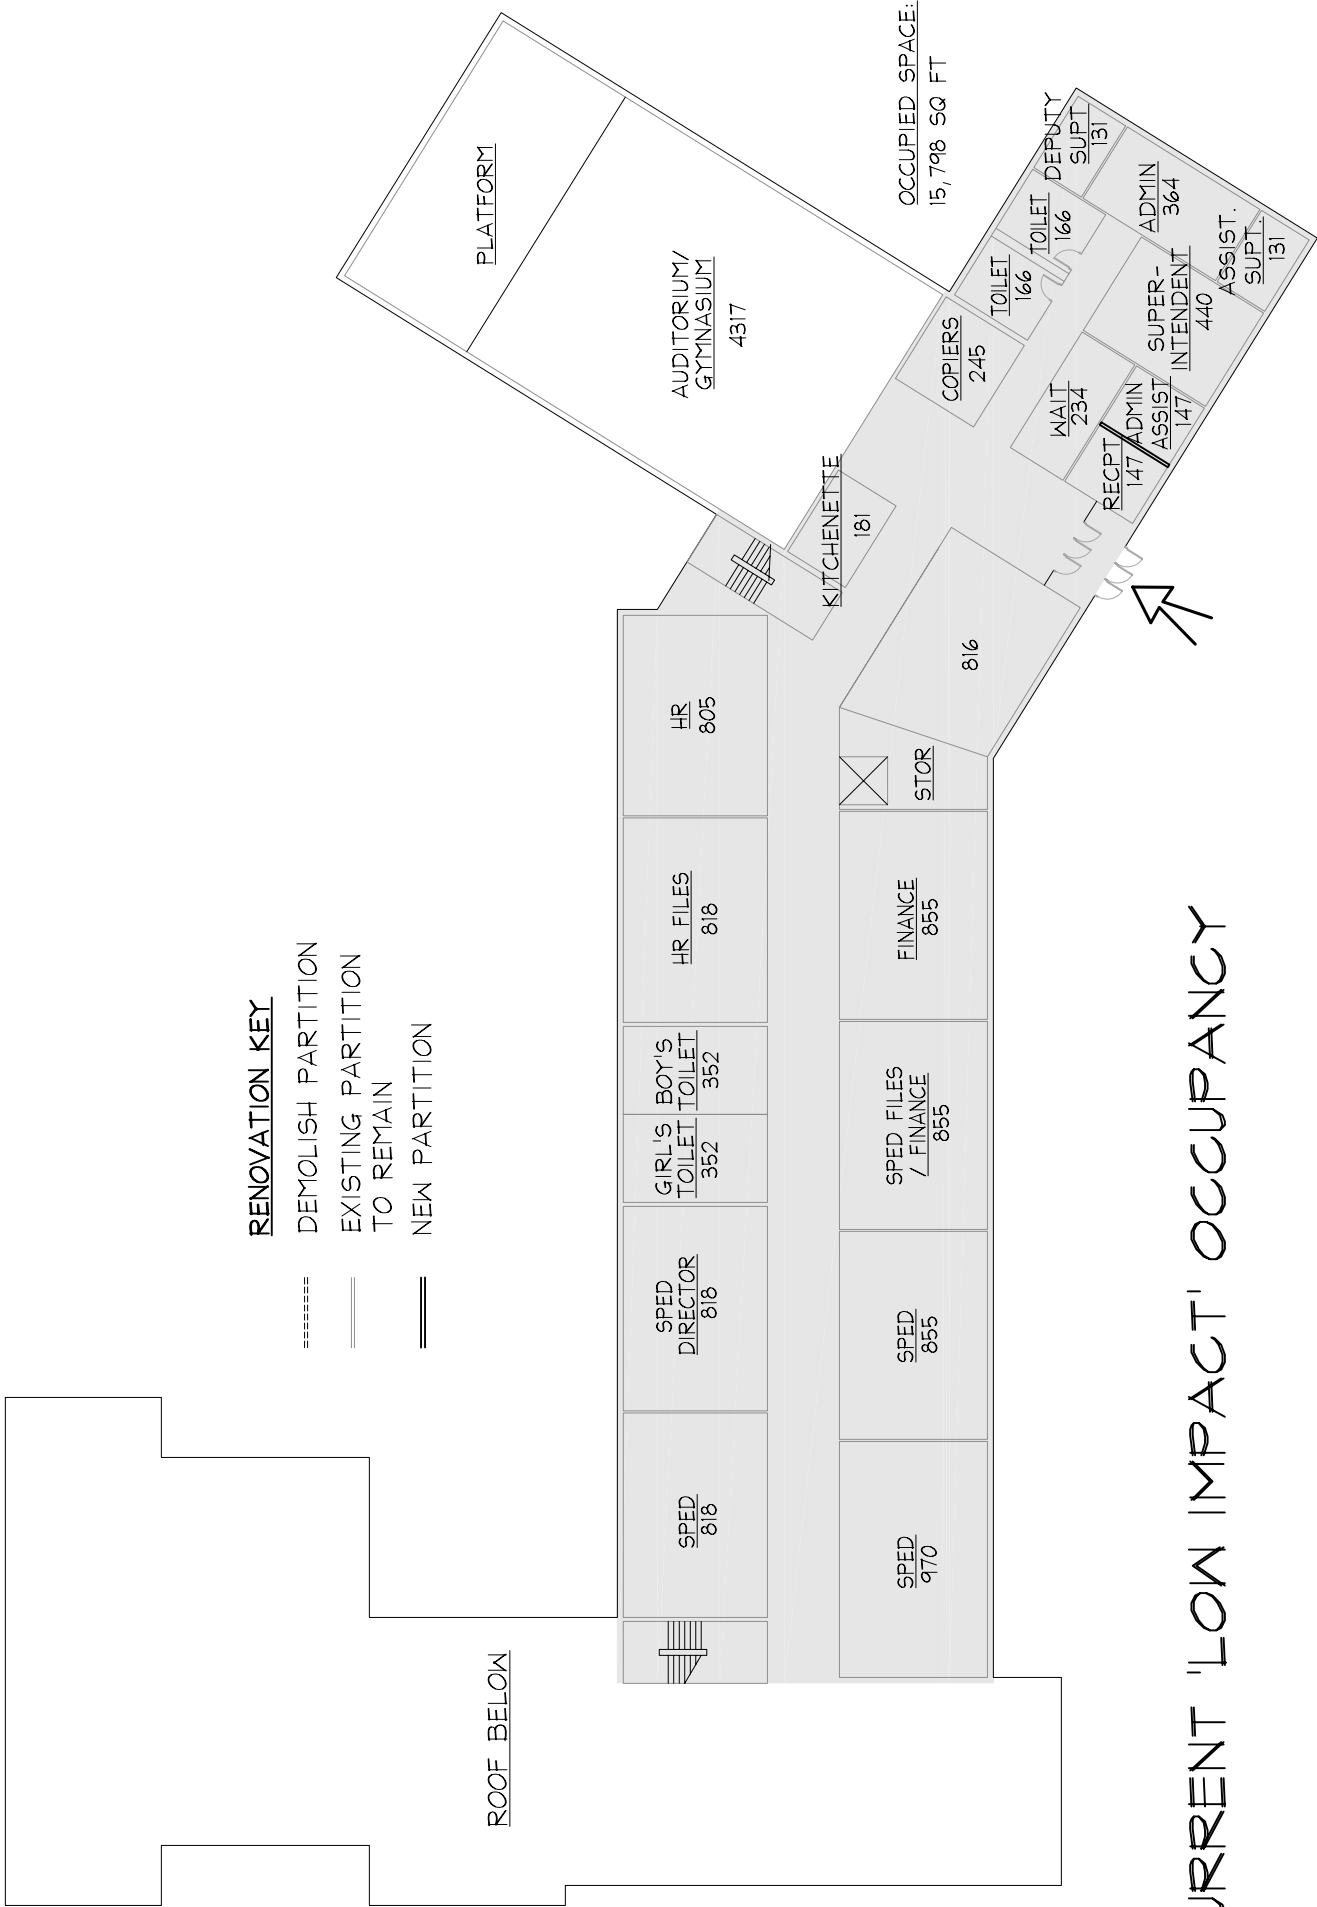 OCCUPIED SPACE:
15,798 SQ FT
PLATFORM
AUDITORIUM/
GYMNASIUM
4317
DEPUTY
SUPT
131
ADMIN
364
ASSIST.
SUPT.
131
TOILET
166
TOILET
166
SUPER-
INTENDENT
440
COPIERS
245
WAIT
234
ADMIN
ASSIST
147
RECPT
147
KITCHENETTE
181
816
STOR
HR
805
HR FILES
818
BOY'S
TOILET
352
GIRL'S
TOILET
352
SPED
DIRECTOR
818
SPED
818
FINANCE
855
SPED FILES
/ FINANCE
855
SPED
855
SPED
970
RENOVATION KEY
DEMOLISH PARTITION
EXISTING PARTITION
TO REMAIN
NEW PARTITION
ROOF BELOW
URRENT 'LOW IMPACT' OCCUPANCY